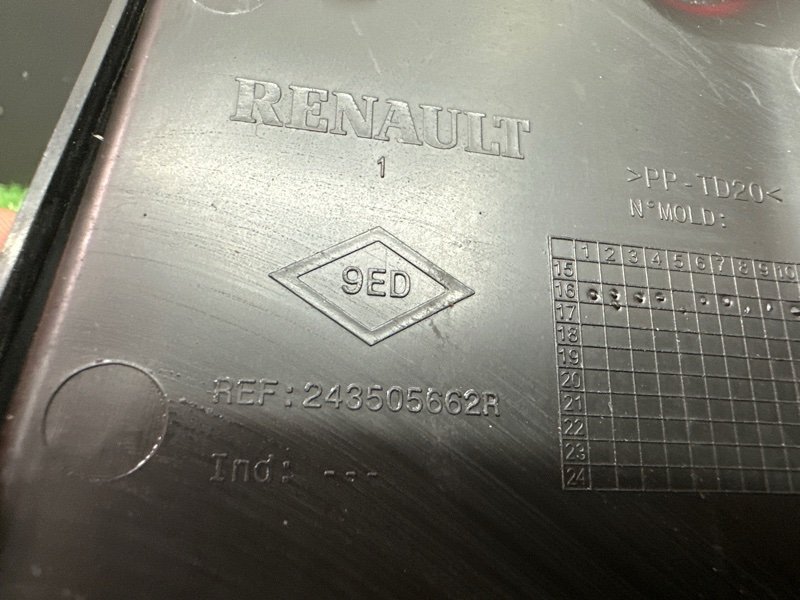 RENAULT
1
>PP-TD20<
N°MOLD:
9ED
1 2 3 4 5 6 7 8 9 10
15
16
17
18
19
20
21
22
23
24
REF:243505662R
Ind: ---